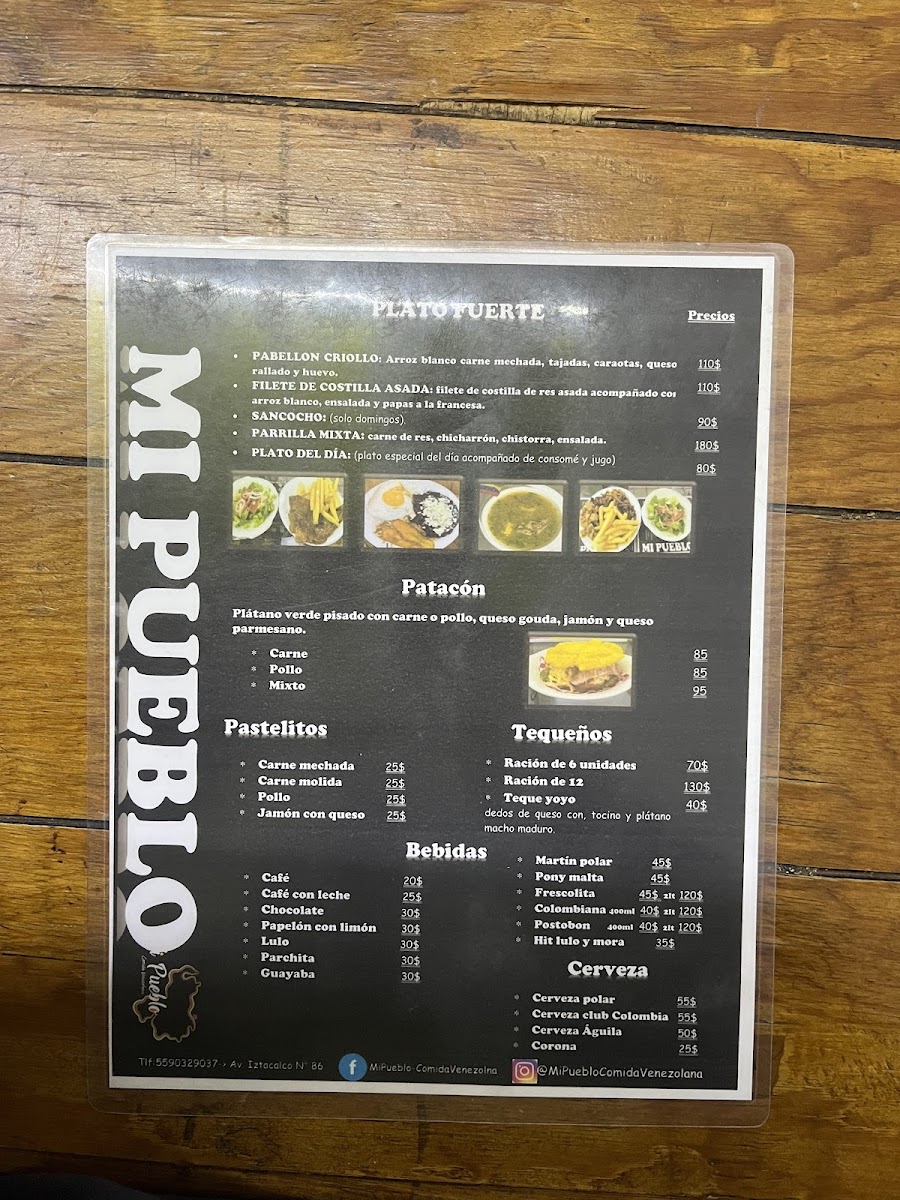 MI PUEBLO
PLATO FUERTE
Precios
• PABELLON CRIOLLO: Arroz blanco carne mechada, tajadas, caraotas, queso 110$
rallado y huevo.
• FILETE DE COSTILLA ASADA: filete de costilla de res asada acompañado con 110$
arroz blanco, ensalada y papas a la francesa.
• SANCOCHO: (solo domingos). 90$
• PARRILLA MIXTA: carne de res, chicharrón, chistorra, ensalada. 180$
• PLATO DEL DÍA: (plato especial del día acompañado de consomé y jugo) 80$
MI PUEBLO
Patacón
Plátano verde pisado con carne o pollo, queso gouda, jamón y queso
parmesano.
* Carne 85
* Pollo 85
* Mixto 95
Pastelitos
* Carne mechada 25$
* Carne molida 25$
* Pollo 25$
* Jamón con queso 25$
Tequeños
* Ración de 6 unidades 70$
* Ración de 12 130$
* Teque yoyo 40$
dedos de queso con, tocino y plátano
macho maduro.
Bebidas
* Café 20$
* Café con leche 25$
* Chocolate 30$
* Papelón con limón 30$
* Lulo 30$
* Parchita 30$
* Guayaba 30$
* Martín polar 45$
* Pony malta 45$
* Frescolita 45$ 2lt 120$
* Colombiana 400ml 40$ 2lt 120$
* Postobon 400ml 40$ 2lt 120$
* Hit lulo y mora 35$
Cerveza
* Cerveza polar 55$
* Cerveza club Colombia 55$
* Cerveza Águila 50$
* Corona 25$
Mi Pueblo
Tlf:5590329037-> Av. Iztacalco N° 86
MiPueblo-ComidaVenezolna
@MiPuebloComidaVenezolana